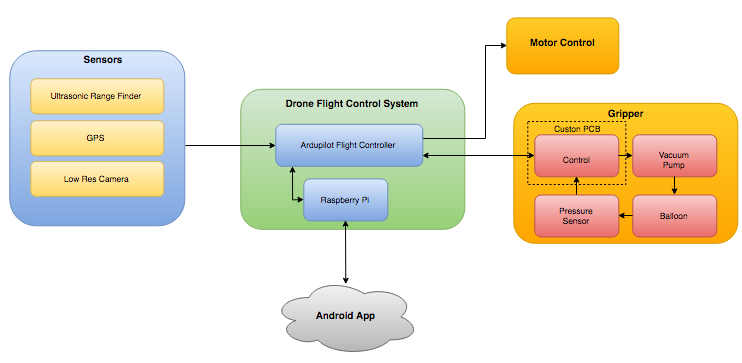 Sensors
Ultrasonic Range Finder
GPS
Low Res Camera
Drone Flight Control System
Ardupilot Flight Controller
Raspberry Pi
Android App
Motor Control
Gripper
Custon PCB
Control
Vacuum
Pump
Pressure
Sensor
Balloon